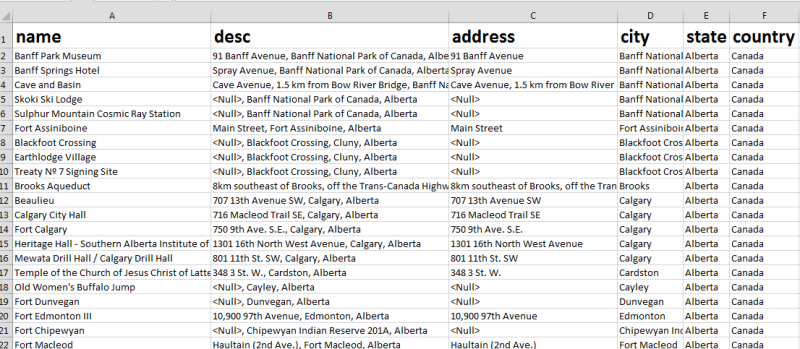 A B C D E F
1 name desc address city state country
2 Banff Park Museum 91 Banff Avenue, Banff National Park of Canada, Albe 91 Banff Avenue Banff National Alberta Canada
3 Banff Springs Hotel Spray Avenue, Banff National Park of Canada, Alberta Spray Avenue Banff National Alberta Canada
4 Cave and Basin Cave Avenue, 1.5 km from Bow River Bridge, Banff Na Cave Avenue, 1.5 km from Bow River Banff National Alberta Canada
5 Skoki Ski Lodge <Null>, Banff National Park of Canada, Alberta <Null> Banff National Alberta Canada
6 Sulphur Mountain Cosmic Ray Station <Null>, Banff National Park of Canada, Alberta <Null> Banff National Alberta Canada
7 Fort Assiniboine Main Street, Fort Assiniboine, Alberta Main Street Fort Assiniboin Alberta Canada
8 Blackfoot Crossing <Null>, Blackfoot Crossing, Cluny, Alberta <Null> Blackfoot Cros Alberta Canada
9 Earthlodge Village <Null>, Blackfoot Crossing, Cluny, Alberta <Null> Blackfoot Cros Alberta Canada
10 Treaty Nº 7 Signing Site <Null>, Blackfoot Crossing, Cluny, Alberta <Null> Blackfoot Cros Alberta Canada
11 Brooks Aqueduct 8km southeast of Brooks, off the Trans-Canada Highw 8km southeast of Brooks, off the Tran Brooks Alberta Canada
12 Beaulieu 707 13th Avenue SW, Calgary, Alberta 707 13th Avenue SW Calgary Alberta Canada
13 Calgary City Hall 716 Macleod Trail SE, Calgary, Alberta 716 Macleod Trail SE Calgary Alberta Canada
14 Fort Calgary 750 9th Ave. S.E., Calgary, Alberta 750 9th Ave. S.E. Calgary Alberta Canada
15 Heritage Hall - Southern Alberta Institute of 1301 16th North West Avenue, Calgary, Alberta 1301 16th North West Avenue Calgary Alberta Canada
16 Mewata Drill Hall / Calgary Drill Hall 801 11th St. SW, Calgary, Alberta 801 11th St. SW Calgary Alberta Canada
17 Temple of the Church of Jesus Christ of Latte 348 3 St. W., Cardston, Alberta 348 3 St. W. Cardston Alberta Canada
18 Old Women's Buffalo Jump <Null>, Cayley, Alberta <Null> Cayley Alberta Canada
19 Fort Dunvegan <Null>, Dunvegan, Alberta <Null> Dunvegan Alberta Canada
20 Fort Edmonton III 10,900 97th Avenue, Edmonton, Alberta 10,900 97th Avenue Edmonton Alberta Canada
21 Fort Chipewyan <Null>, Chipewyan Indian Reserve 201A, Alberta <Null> Chipewyan Ind Alberta Canada
22 Fort Macleod Haultain (2nd Ave.), Fort Macleod, Alberta Haultain (2nd Ave.) Fort Macleod Alberta Canada